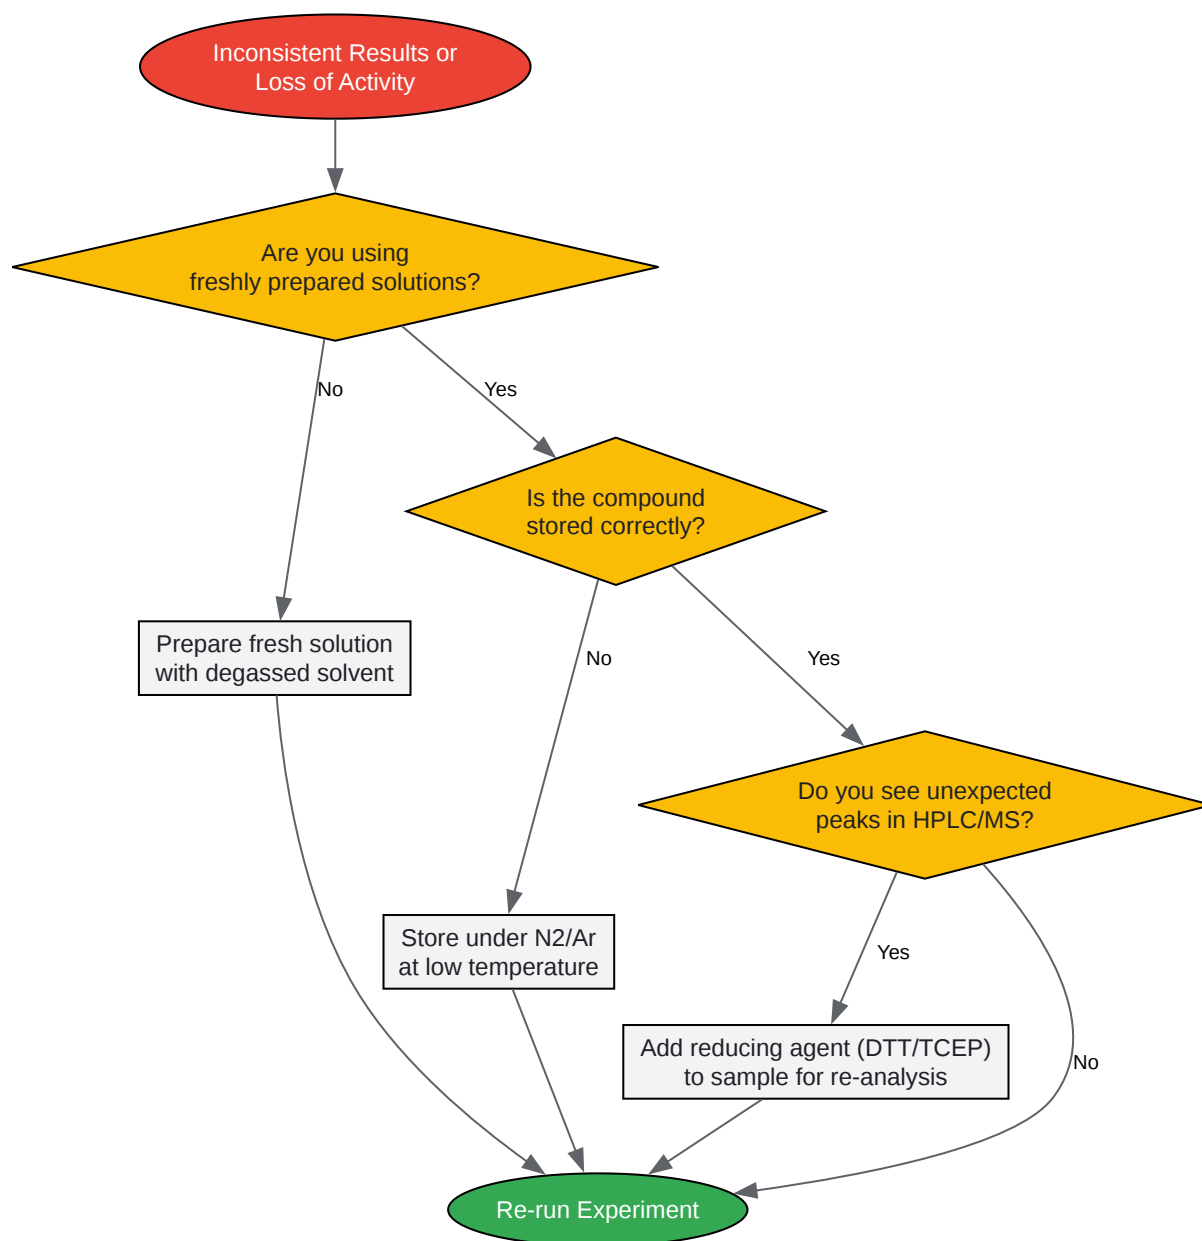 Inconsistent Results or
Loss of Activity
Are you using
freshly prepared solutions?
No
Yes
Is the compound
stored correctly?
Prepare fresh solution
with degassed solvent
No
Yes
Do you see unexpected
peaks in HPLC/MS?
Store under N2/Ar
at low temperature
Yes
Add reducing agent (DTT/TCEP)
to sample for re-analysis
No
Re-run Experiment